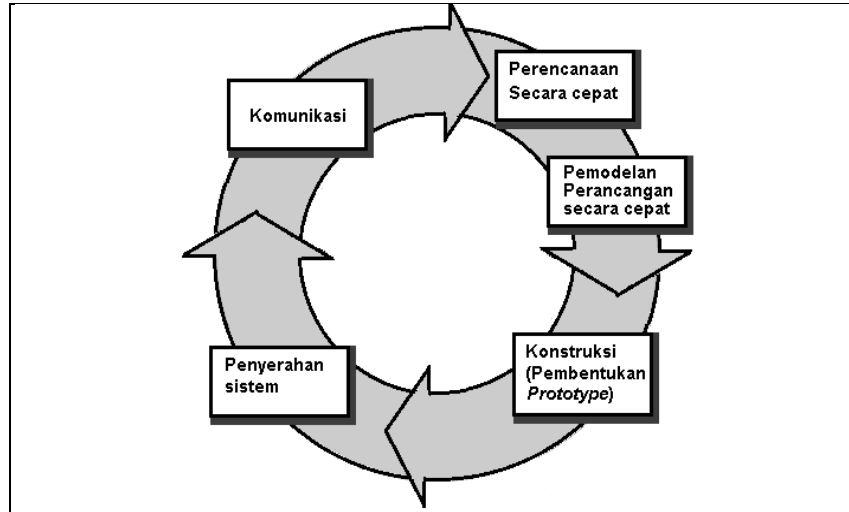 Komunikasi
Perencanaan
Secara cepat
Pemodelan
Perancangan
secara cepat
Konstruksi
(Pembentukan
Prototype)
Penyerahan
sistem